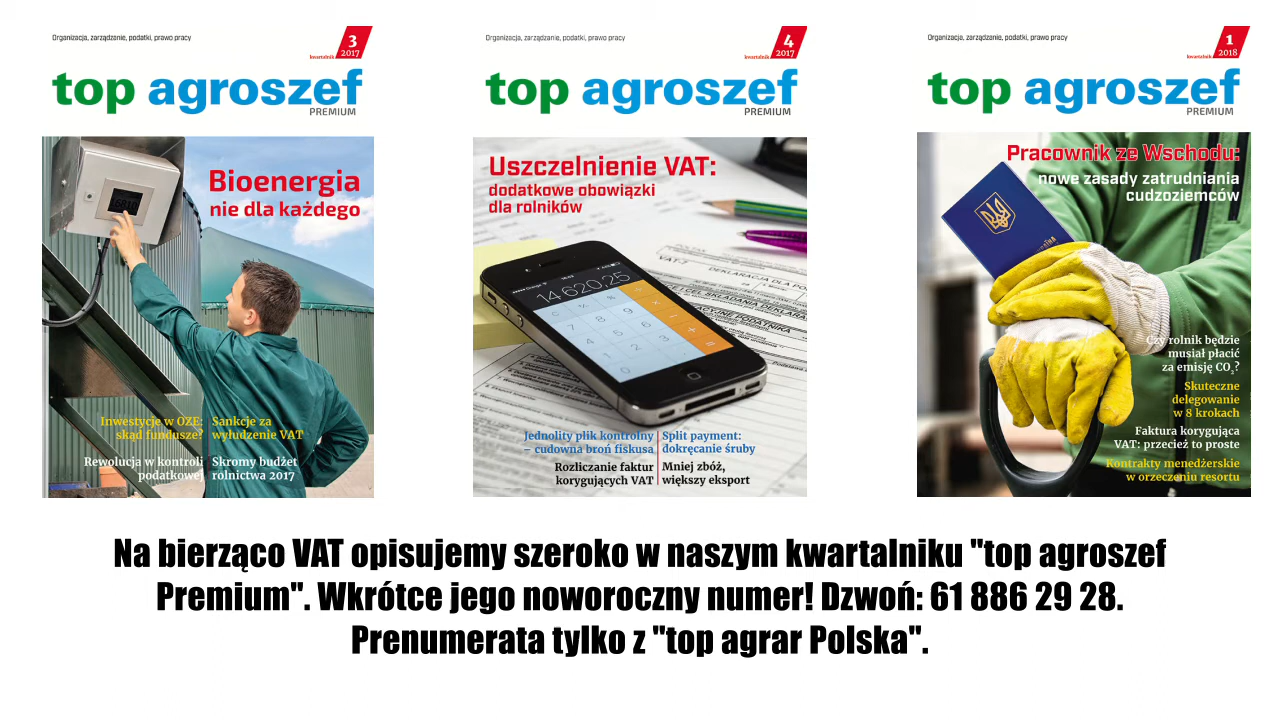 Organizacja, zarządzanie, podatki, prawo pracy
kwartalnik
3
2017
top agroszef
PREMIUM
Bioenergia
nie dla każdego
Inwestycje w OZE:
skąd fundusze?
Sankcje za
wyłudzenie VAT
Rewolucja w kontroli
podatkowej
Skromy budżet
rolnictwa 2017
Organizacja, zarządzanie, podatki, prawo pracy
kwartalnik
4
2017
top agroszef
PREMIUM
Uszczelnienie VAT:
dodatkowe obowiązki
dla rolników
14 620,25
Jednolity plik kontrolny
– cudowna broń fiskusa
Split payment:
dokręcanie śruby
Rozliczanie faktur
korygujących VAT
Mniej zbóż,
większy eksport
Organizacja, zarządzanie, podatki, prawo pracy
kwartalnik
1
2018
top agroszef
PREMIUM
Pracownik ze Wschodu:
nowe zasady zatrudniania
cudzoziemców
Czy rolnik będzie
musiał płacić
za emisję CO₂?
Skuteczne
delegowanie
w 8 krokach
Faktura korygująca
VAT: przecież to proste
Kontrakty menedżerskie
w orzeczeniu resortu
Na bierząco VAT opisujemy szeroko w naszym kwartalniku "top agroszef
Premium". Wkrótce jego noworoczny numer! Dzwoń: 61 886 29 28.
Prenumerata tylko z "top agrar Polska".